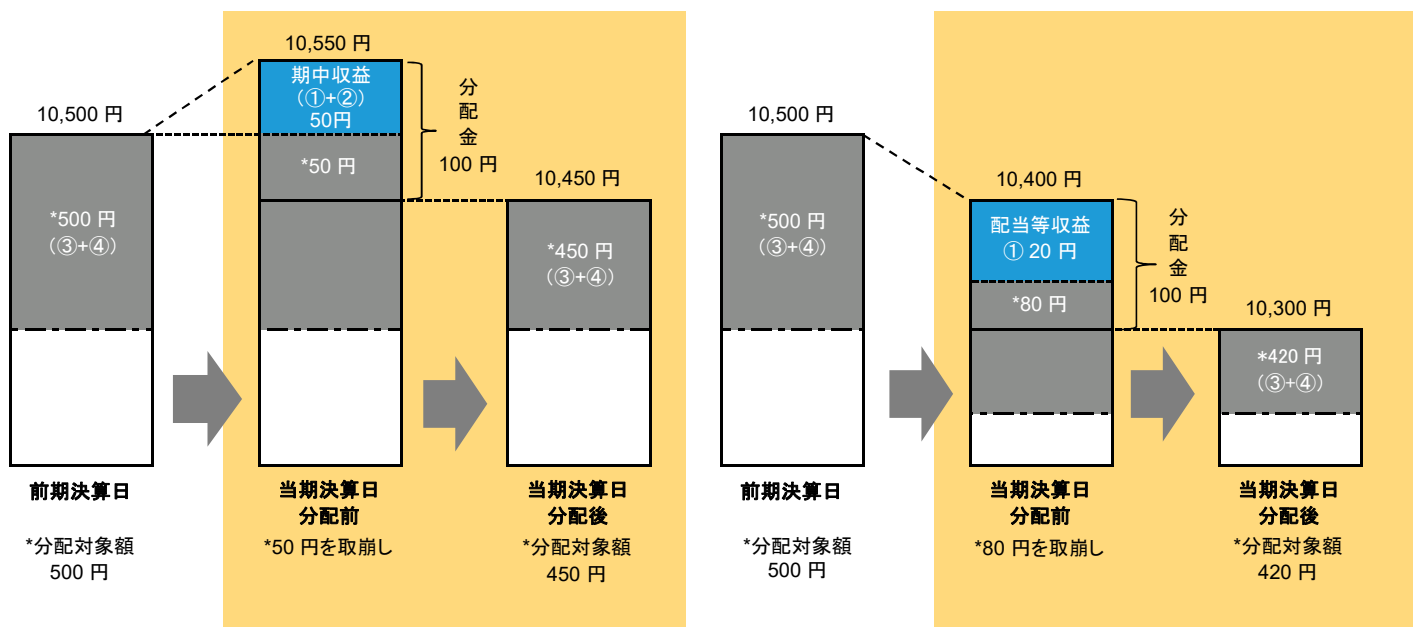 10,500 円
*500 円
(③+④)
前期決算日
*分配対象額
500 円
10,550 円
期中収益
(①+②)
50円
*50 円
分
配
金
100 円
当期決算日
分配前
*50 円を取崩し
10,450 円
*450 円
(③+④)
当期決算日
分配後
*分配対象額
450 円
10,500 円
*500 円
(③+④)
前期決算日
*分配対象額
500 円
10,400 円
配当等収益
① 20 円
*80 円
分
配
金
100 円
当期決算日
分配前
*80 円を取崩し
10,300 円
*420 円
(③+④)
当期決算日
分配後
*分配対象額
420 円